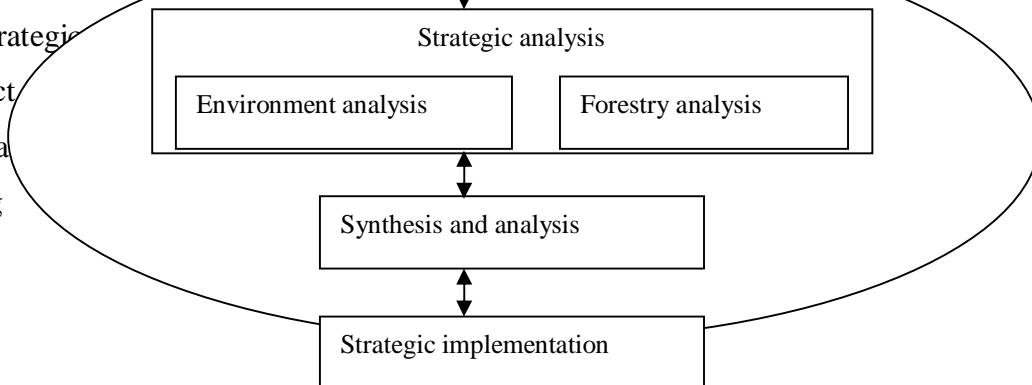 Strategic analysis
Environment analysis
Forestry analysis
Synthesis and analysis
Strategic implementation